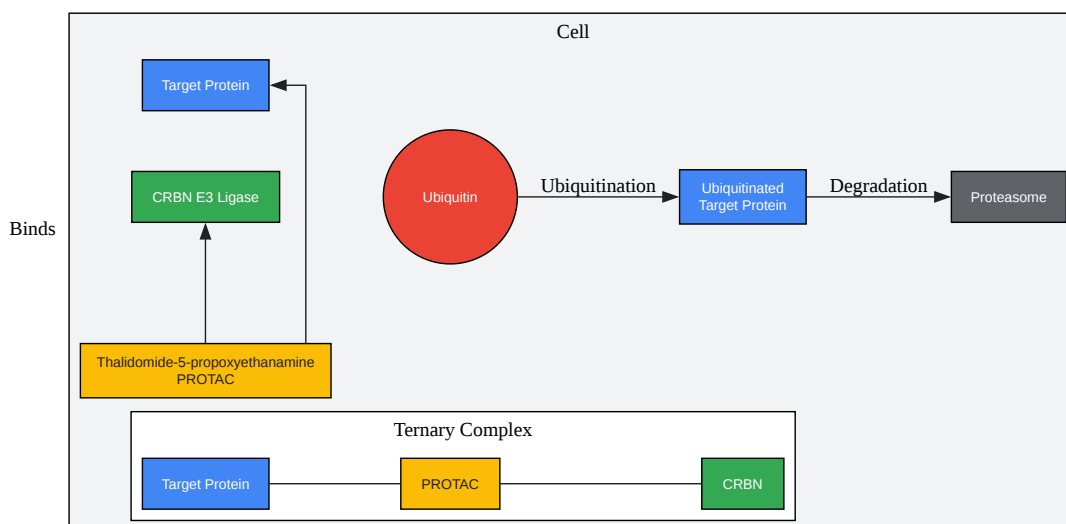 Cell
Target Protein
CRBN E3 Ligase
Ubiquitin
Ubiquitination
Ubiquitinated
Target Protein
Degradation
Proteasome
Binds
Thalidomide-5-propoxyethanamine
PROTAC
Ternary Complex
Target Protein
PROTAC
CRBN